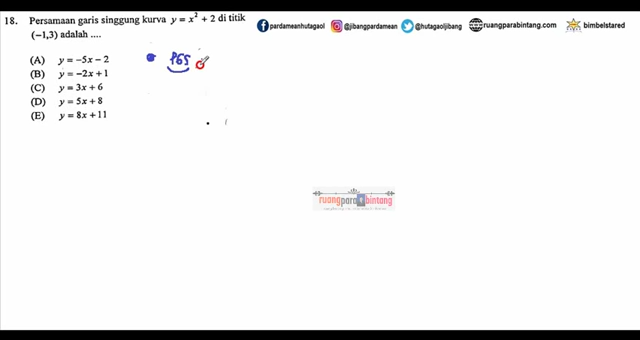 18. Persamaan garis singgung kurva y = x² + 2 di titik
(−1,3) adalah ....
(A) y = −5x − 2
(B) y = −2x + 1
(C) y = 3x + 6
(D) y = 5x + 8
(E) y = 8x + 11
PGS
pardameanhutagaol @jibangpardamean @hutagaoljibang ruangparabintang.com bimbelstared
ruangparabintang